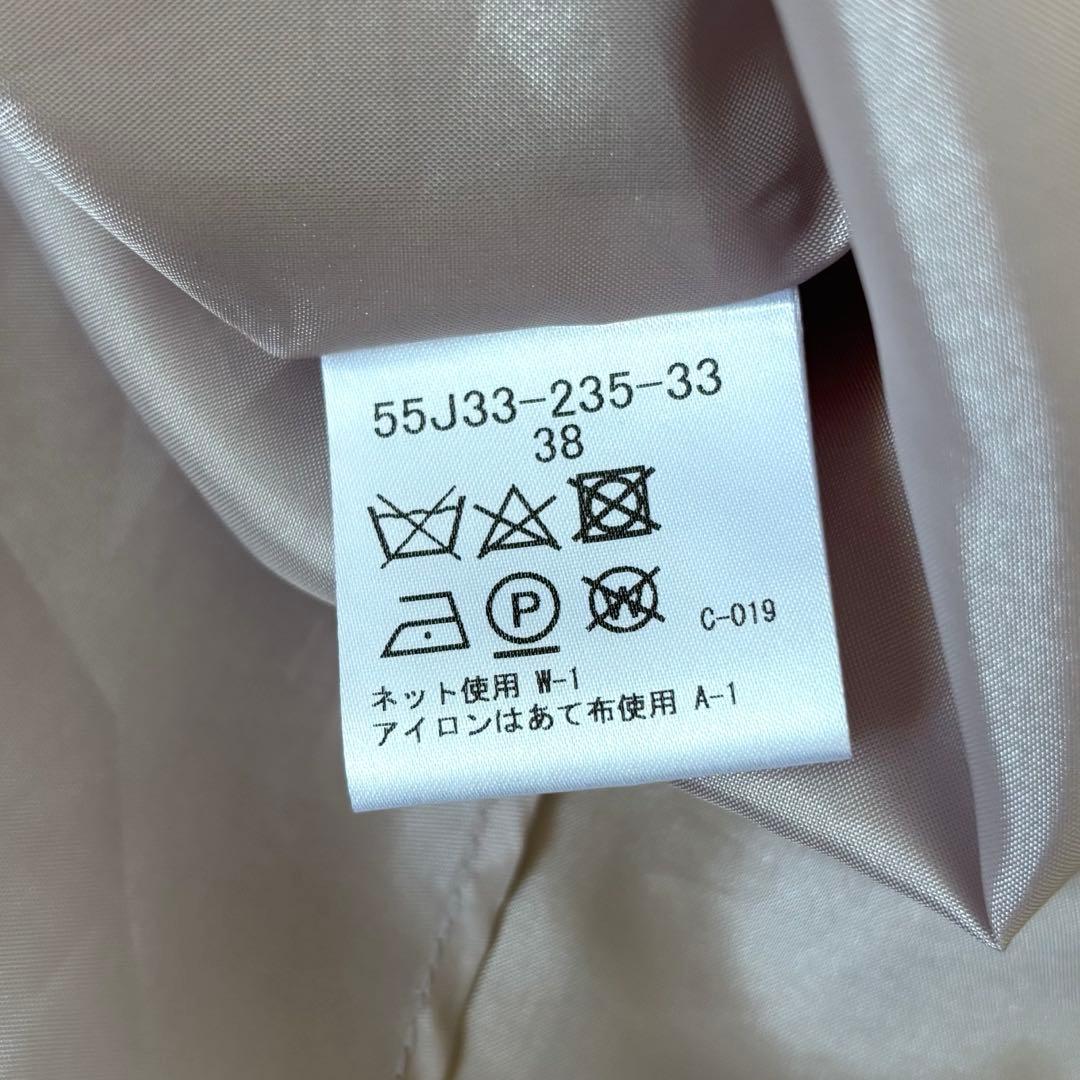 55J33-235-33
38
P W C-019
ネット使用 W-1
アイロンはあて布使用 A-1